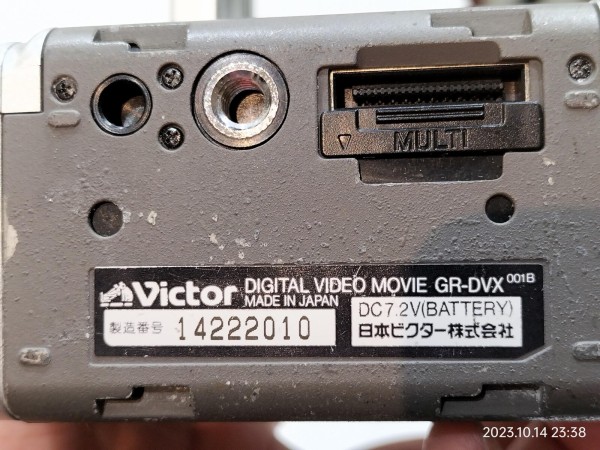 MULTI
Victor DIGITAL VIDEO MOVIE GR-DVX 001B
MADE IN JAPAN
製造番号 14222010
DC7.2V(BATTERY)
日本ビクター株式会社
2023.10.14 23:38